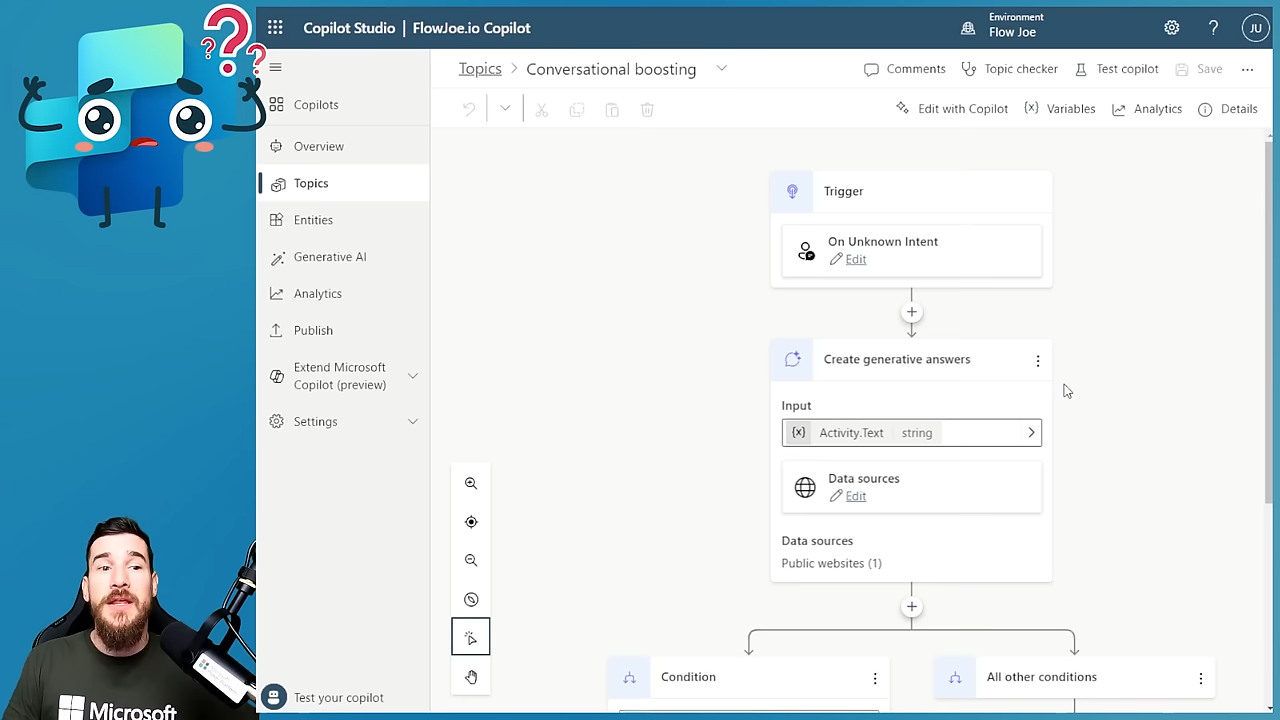 Copilot Studio | FlowJoe.io Copilot
Environment
Flow Joe
?
JU
Topics > Conversational boosting
Comments
Topic checker
Test copilot
Save
...
Edit with Copilot
{x} Variables
Analytics
Details
Copilots
Overview
Topics
Entities
Generative AI
Analytics
Publish
Extend Microsoft
Copilot (preview)
Settings
Test your copilot
Trigger
On Unknown Intent
Edit
Create generative answers
Input
{x} Activity.Text string
Data sources
Edit
Data sources
Public websites (1)
Condition
All other conditions
???
Microsoft